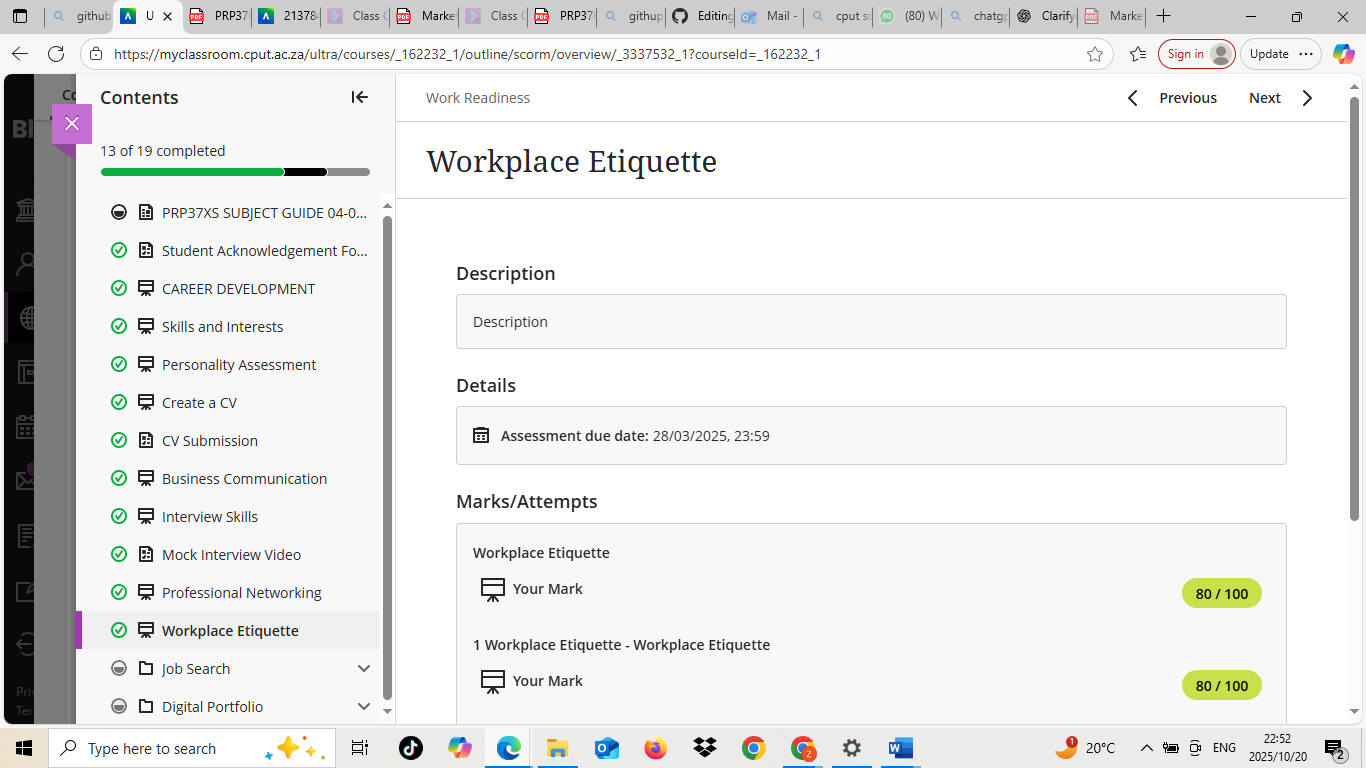 github
U
PRP37
21378
Class C
Marke
Class C
PRP37
githup
Editing
Mail -
cput s
(80) W
chatg
Clarify
Marke
https://myclassroom.cput.ac.za/ultra/courses/_162232_1/outline/scorm/overview/_3337532_1?courseId=_162232_1
Sign in
Update
Contents
13 of 19 completed
PRP37XS SUBJECT GUIDE 04-0...
Student Acknowledgement Fo...
CAREER DEVELOPMENT
Skills and Interests
Personality Assessment
Create a CV
CV Submission
Business Communication
Interview Skills
Mock Interview Video
Professional Networking
Workplace Etiquette
Job Search
Digital Portfolio
Work Readiness
Previous
Next
Workplace Etiquette
Description
Description
Details
Assessment due date: 28/03/2025, 23:59
Marks/Attempts
Workplace Etiquette
Your Mark
80 / 100
1 Workplace Etiquette - Workplace Etiquette
Your Mark
80 / 100
Type here to search
1
20°C
ENG
22:52
2025/10/20
2